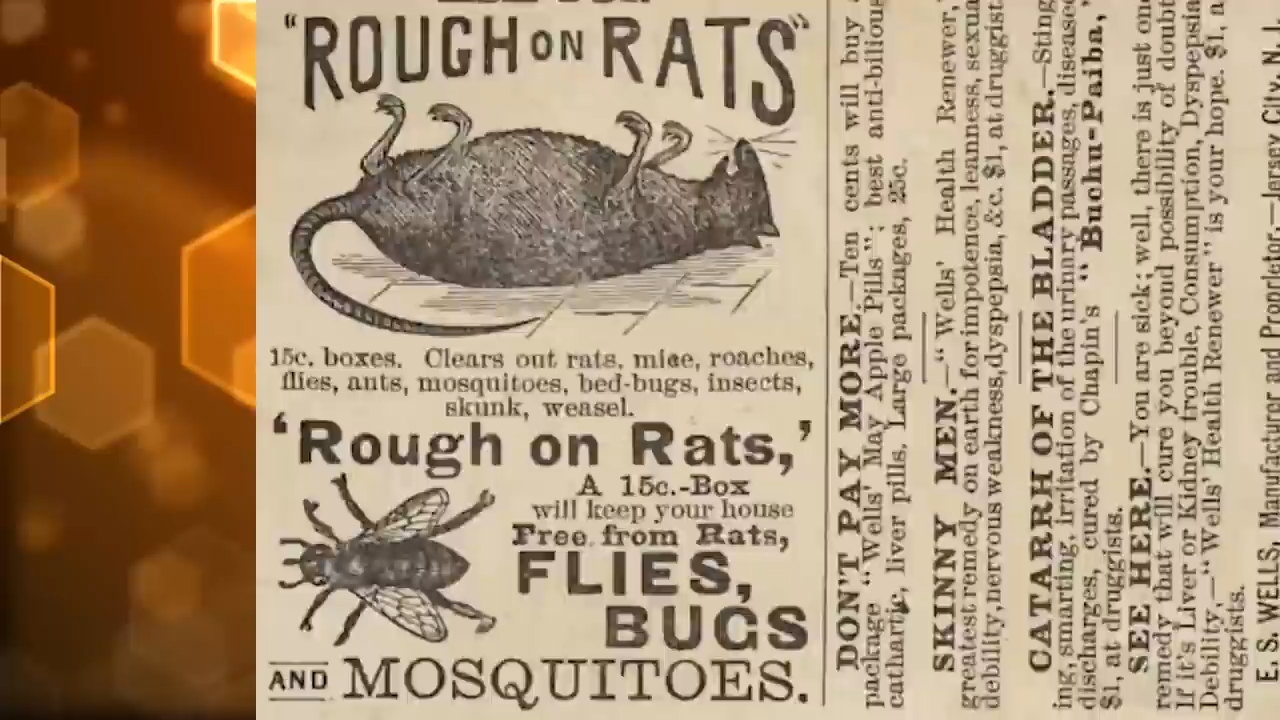 "ROUGH ON RATS"
15c. boxes. Clears out rats, mice, roaches,
flies, ants, mosquitoes, bed-bugs, insects,
skunk, weasel.
'Rough on Rats,'
A 15c.-Box
will keep your house
Free from Rats,
FLIES,
BUGS
AND MOSQUITOES.
DON'T PAY MORE.—Ten cents will buy
package "Wells' May Apple Pills"; best anti-bilious
cathartic, liver pills. Large packages, 25c.
SKINNY MEN.—"Wells' Health Renewer,"
greatest remedy on earth for impotence, leanness, sexua
debility, nervous weakness, dyspepsia, &c. $1, at druggist
CATARRH OF THE BLADDER.—Sting
ing, smarting, irritation of the urinary passages, disease
discharges, cured by Chapin's "Buchu-Paiba,"
$1, at druggists.
SEE HERE.—You are sick; well, there is just one
remedy that will cure you beyond possibility of doubt
If it's Liver or Kidney trouble, Consumption, Dyspepsia
Debility,—"Wells' Health Renewer" is your hope. $1, a
druggists.
E. S. WELLS, Manufacturer and Proprietor—Jersey City, N. J.